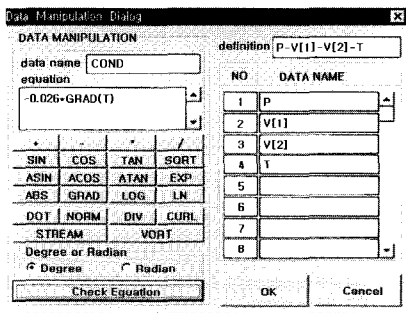 Data Manipulation Dialog
DATA MANIPULATION
data name COND
equation
-0.026*GRAD(T)
+ - * /
SIN COS TAN SQRT
ASIN ACOS ATAN EXP
ABS GRAD LOG LN
DOT NORM DIV CURL
STREAM VORT
Degree or Radian
Degree Radian
Check Equation
definition P-V[1]-V[2]-T
NO DATA NAME
1 P
2 V[1]
3 V[2]
4 T
5
6
7
8
OK Cancel